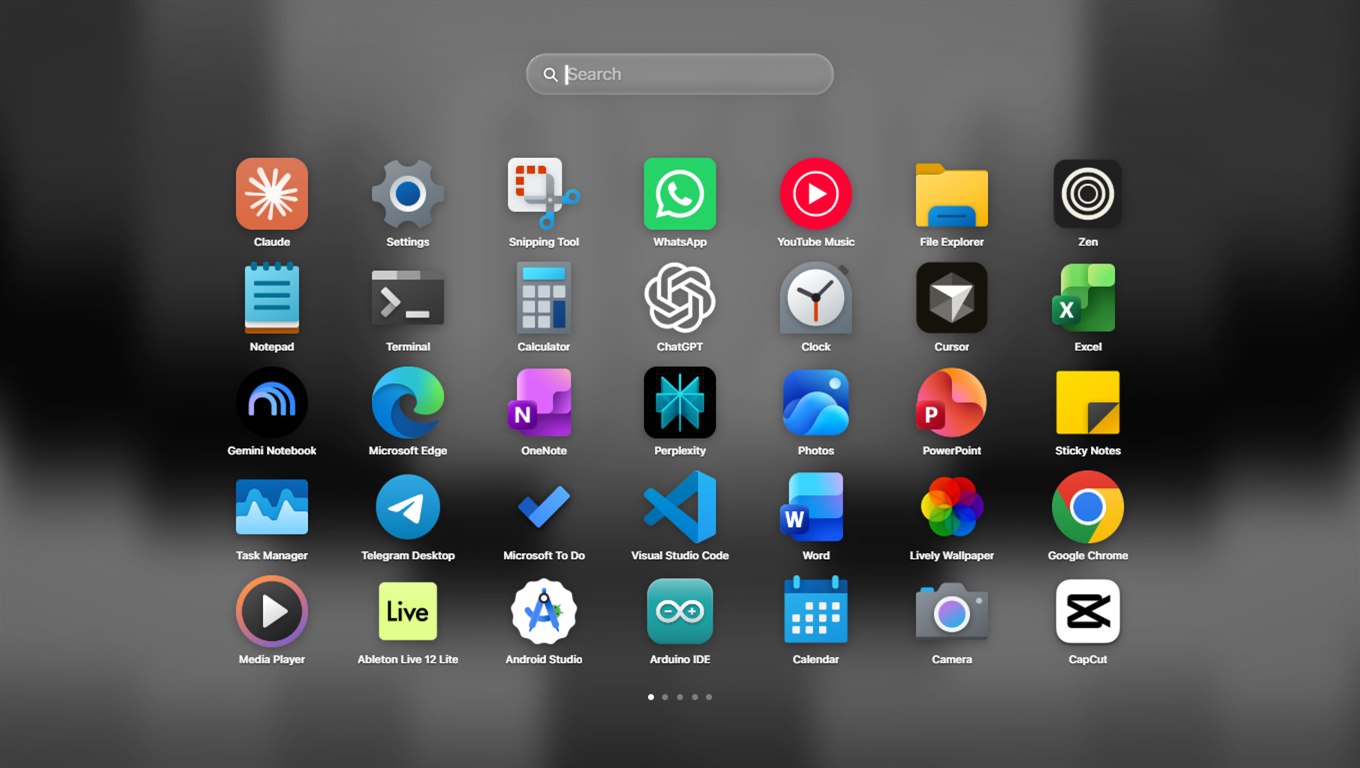 Search
Claude
Settings
Snipping Tool
WhatsApp
YouTube Music
File Explorer
Zen
Notepad
Terminal
Calculator
ChatGPT
Clock
Cursor
X
Excel
Gemini Notebook
Microsoft Edge
N
OneNote
Perplexity
Photos
P
PowerPoint
Sticky Notes
Task Manager
Telegram Desktop
Microsoft To Do
Visual Studio Code
W
Word
Lively Wallpaper
Google Chrome
Media Player
Live
Ableton Live 12 Lite
Android Studio
Arduino IDE
Calendar
Camera
CapCut